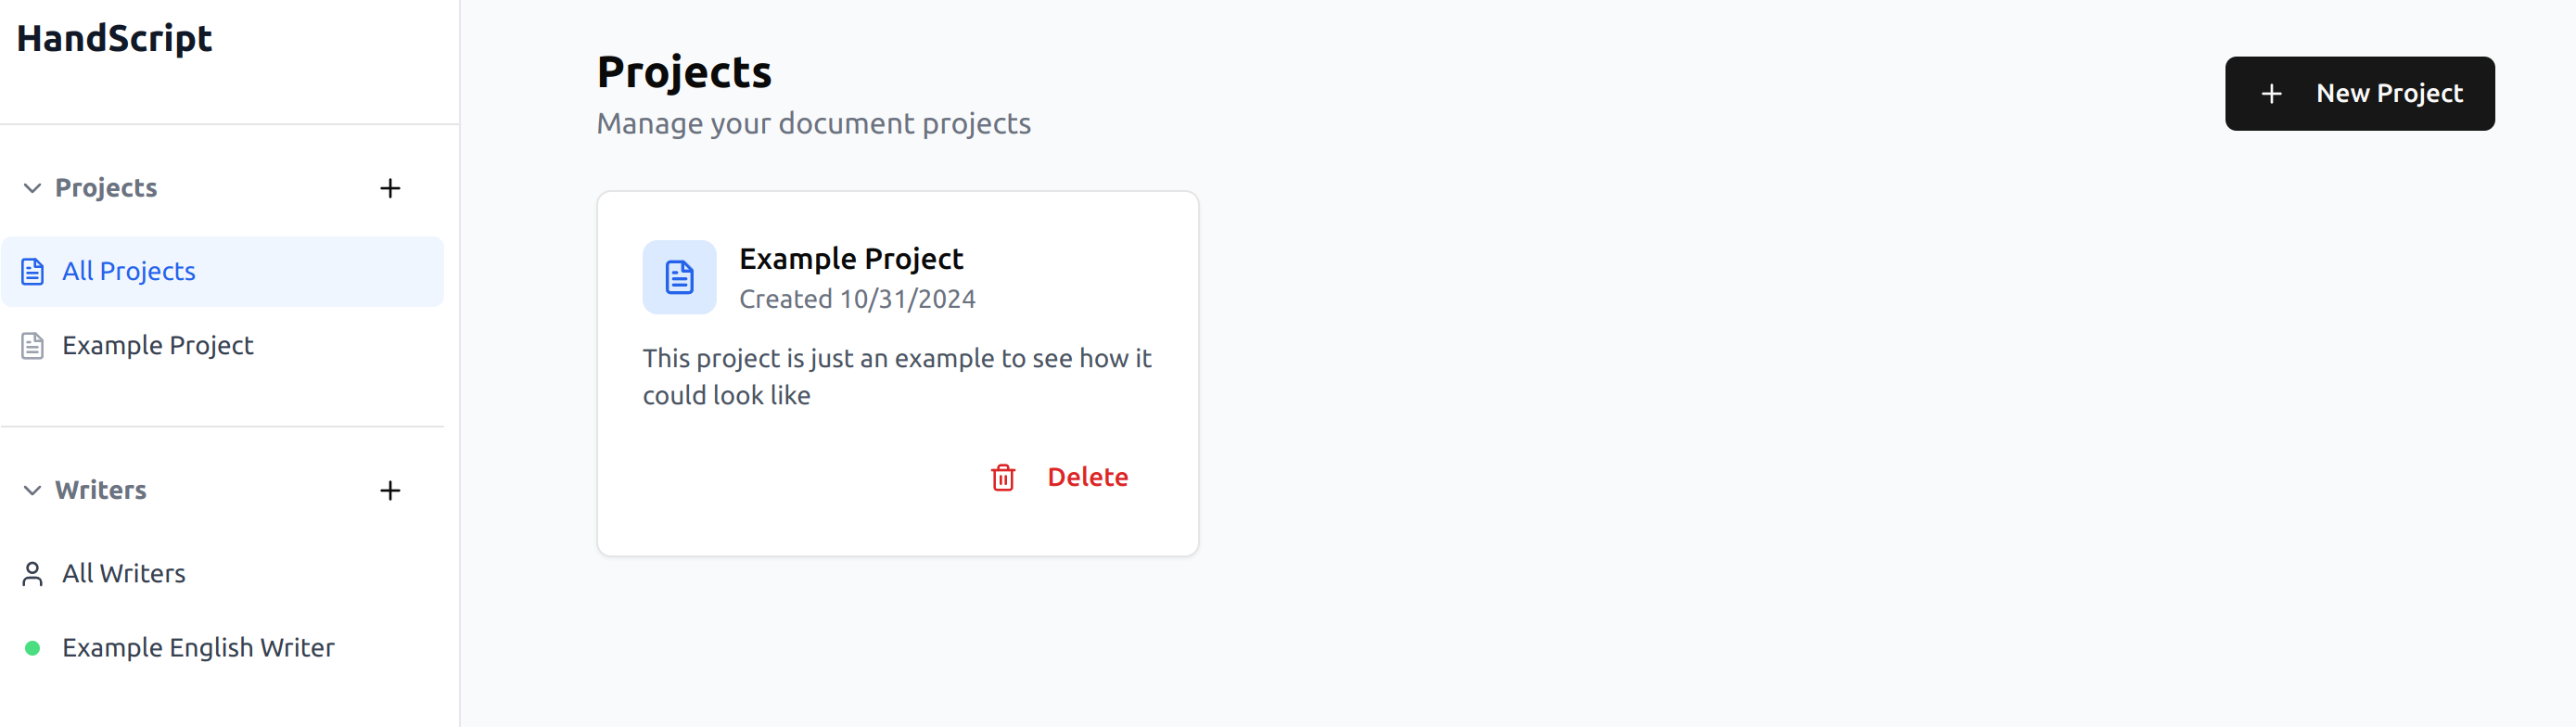 HandScript
Projects
All Projects
Example Project
Writers
All Writers
Example English Writer
Projects
Manage your document projects
New Project
Example Project
Created 10/31/2024
This project is just an example to see how it
could look like
Delete